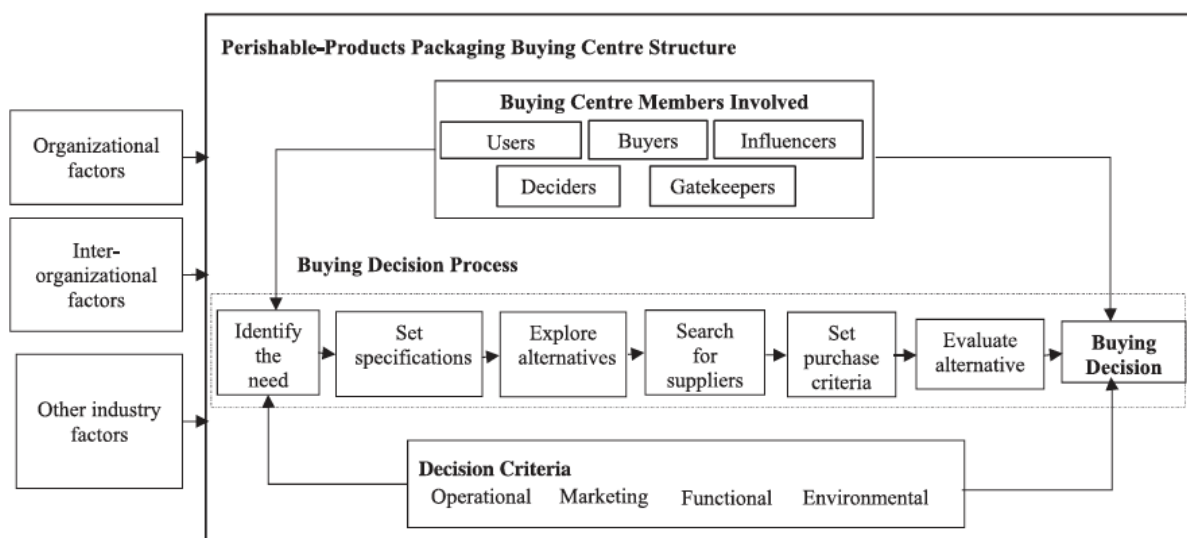 Perishable-Products Packaging Buying Centre Structure
Buying Centre Members Involved
Users
Buyers
Influencers
Deciders
Gatekeepers
Organizational
factors
Inter-
organizational
factors
Other industry
factors
Buying Decision Process
Identify
the
need
Set
specifications
Explore
alternatives
Search
for
suppliers
Set
purchase
criteria
Evaluate
alternative
Buying
Decision
Decision Criteria
Operational Marketing Functional Environmental